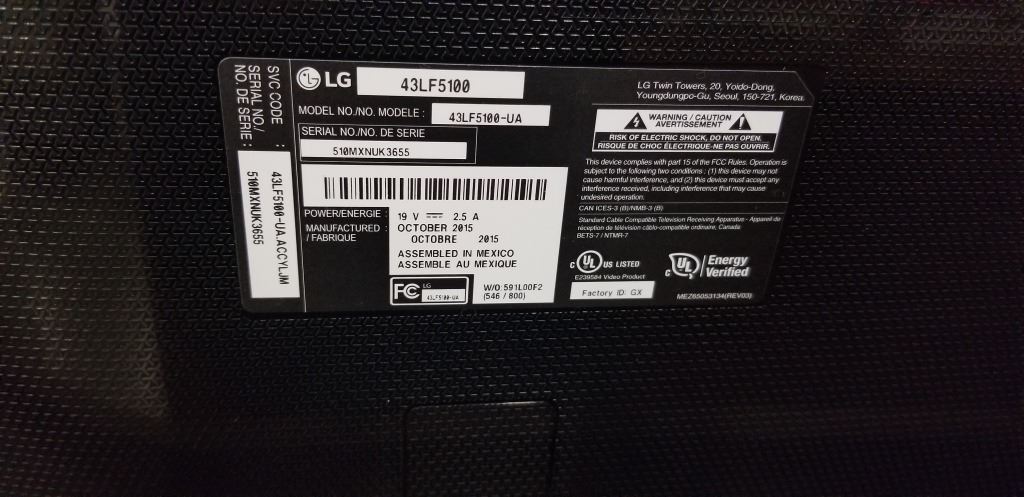 SVC CODE :
SERIAL NO./
NO. DE SERIE :
43LF5100-UA.ACCYLJM
510MXNUK3655
LG
43LF5100
MODEL NO./NO. MODELE :
43LF5100-UA
SERIAL NO./NO. DE SERIE
510MXNUK3655
POWER/ENERGIE : 19 V 2.5 A
MANUFACTURED : OCTOBER 2015
/ FABRIQUE OCTOBRE 2015
ASSEMBLED IN MEXICO
ASSEMBLE AU MEXIQUE
FC LG
43LF5100-UA
W/O:591L00F2
(546 / 800)
LG Twin Towers, 20, Yoido-Dong,
Youngdungpo-Gu, Seoul, 150-721, Korea.
WARNING / CAUTION
AVERTISSEMENT
RISK OF ELECTRIC SHOCK, DO NOT OPEN.
RISQUE DE CHOC ÉLECTRIQUE-NE PAS OUVRIR.
This device complies with part 15 of the FCC Rules. Operation is
subject to the following two conditions : (1) this device may not
cause harmful interference, and (2) this device must accept any
interference received, including interference that may cause
undesired operation.
CAN ICES-3 (B)/NMB-3 (B)
Standard Cable Compatible Television Receiving Apparatus - Appareil de
réception de télévision câblo-compatible ordinaire, Canada
BETS-7 / NTMR-7
c UL US LISTED
E239584 Video Product
Factory ID: GX
c UL Energy
Verified
MEZ65053134(REV03)